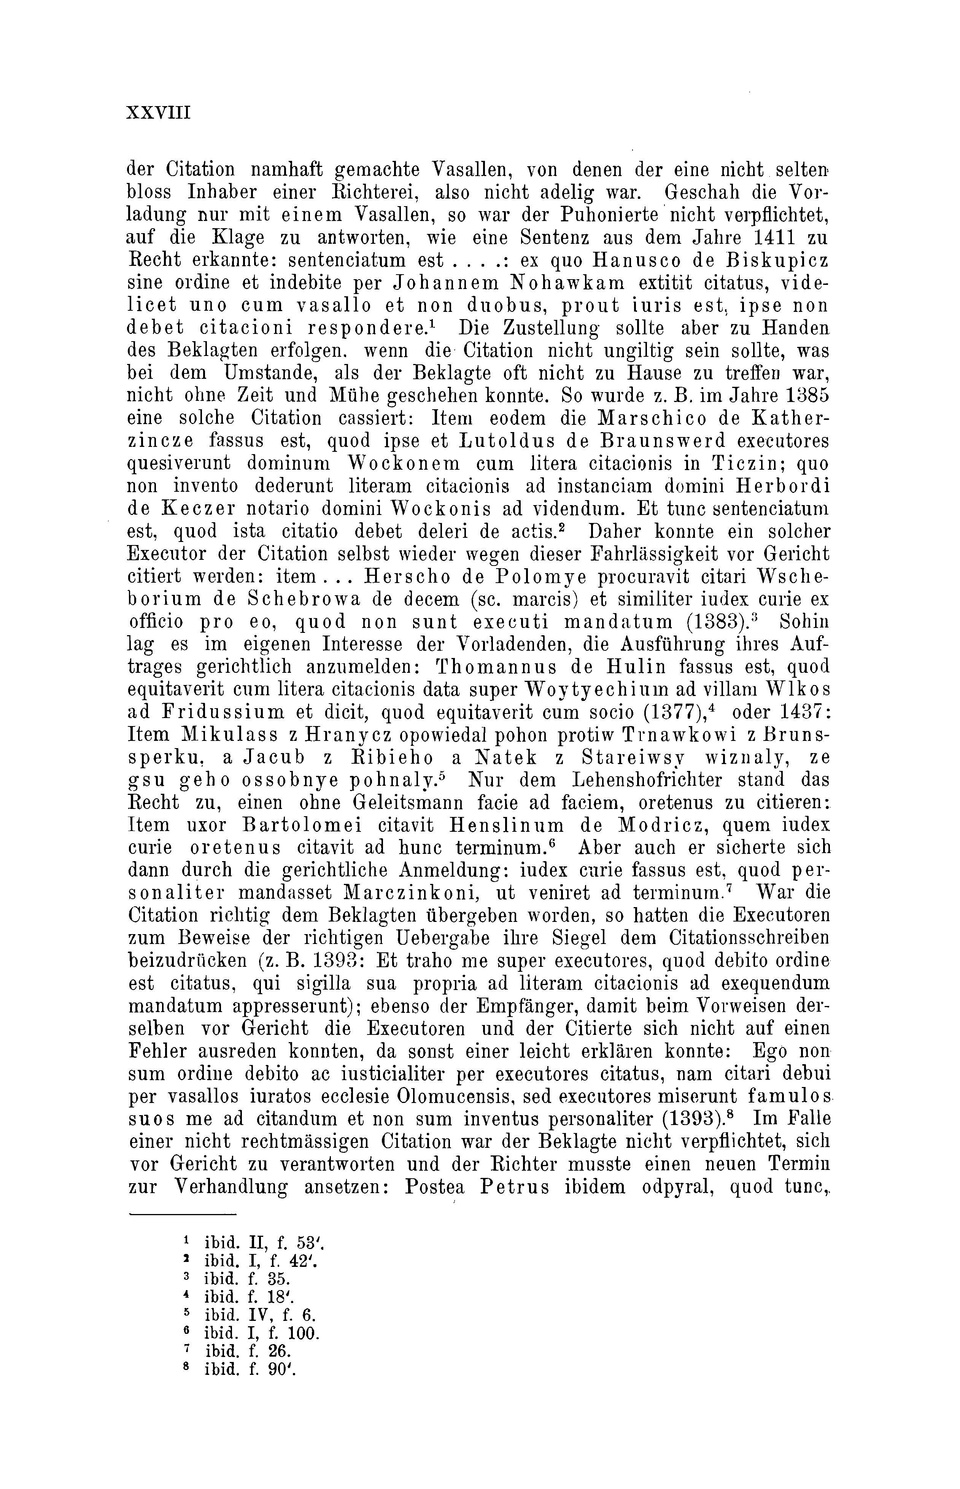 XXVIII
der Citation namhaft gemachte Vasallen, von denen der eine nicht selten
bloss Inhaber einer Richterei, also nicht adelig war. Geschah die Vor-
ladung nur mit einem Vasallen, so war der Puhonierte nicht verpflichtet,
auf die Klage zu antworten, wie eine Sentenz aus dem Jahre 1411 zu
Recht erkannte: sentenciatum est . . . .: ex quo Hanusco de Biskupicz
sine ordine et indebite per Johannem Nohawkam extitit citatus, vide-
licet uno cum vasallo et non duobus, prout iuris est, ipse non
debet citacioni respondere.¹ Die Zustellung sollte aber zu Handen
des Beklagten erfolgen. wenn die Citation nicht ungiltig sein sollte, was
bei dem Umstande, als der Beklagte oft nicht zu Hause zu treffen war,
nicht ohne Zeit und Mühe geschehen konnte. So wurde z. B. im Jahre 1385
eine solche Citation cassiert: Item eodem die Marschico de Kather-
zincze fassus est, quod ipse et Lutoldus de Braunswerd executores
quesiverunt dominum Wockonem cum litera citacionis in Ticzin; quo
non invento dederunt literam citacionis ad instanciam domini Herbordi
de Keczer notario domini Wockonis ad videndum. Et tunc sentenciatum
est, quod ista citatio debet deleri de actis.² Daher konnte ein solcher
Executor der Citation selbst wieder wegen dieser Fahrlässigkeit vor Gericht
citiert werden: item . . . Herscho de Polomye procuravit citari Wsche-
borium de Schebrowa de decem (sc. marcis) et similiter iudex curie ex
officio pro eo, quod non sunt executi mandatum (1383).³ Sohin
lag es im eigenen Interesse der Vorladenden, die Ausführung ihres Auf-
trages gerichtlich anzumelden: Thomannus de Hulin fassus est, quod
equitaverit cum litera citacionis data super Woytyechium ad villam Wlkos
ad Fridussium et dicit, quod equitaverit cum socio (1377),⁴ oder 1437:
Item Mikulass z Hranycz opowiedal pohon protiw Trnawkowi z Bruns-
sperku, a Jacub z Ribieho a Natek z Stareiwsy wiznaly, ze
gsu geho ossobnye pohnaly.⁵ Nur dem Lehenshofrichter stand das
Recht zu, einen ohne Geleitsmann facie ad faciem, oretenus zu citieren:
Item uxor Bartolomei citavit Henslinum de Modricz, quem iudex
curie oretenus citavit ad hunc terminum.⁶ Aber auch er sicherte sich
dann durch die gerichtliche Anmeldung: iudex curie fassus est, quod per-
sonaliter mandasset Marczinkoni, ut veniret ad terminum.⁷ War die
Citation richtig dem Beklagten übergeben worden, so hatten die Executoren
zum Beweise der richtigen Uebergabe ihre Siegel dem Citationsschreiben
beizudrücken (z. B. 1393: Et traho me super executores, quod debito ordine
est citatus, qui sigilla sua propria ad literam citacionis ad exequendum
mandatum appresserunt); ebenso der Empfänger, damit beim Vorweisen der-
selben vor Gericht die Executoren und der Citierte sich nicht auf einen
Fehler ausreden konnten, da sonst einer leicht erklären konnte: Ego non
sum ordine debito ac iusticialiter per executores citatus, nam citari debui
per vasallos iuratos ecclesie Olomucensis, sed executores miserunt famulos
suos me ad citandum et non sum inventus personaliter (1393).⁸ Im Falle
einer nicht rechtmässigen Citation war der Beklagte nicht verpflichtet, sich
vor Gericht zu verantworten und der Richter musste einen neuen Termin
zur Verhandlung ansetzen: Postea Petrus ibidem odpyral, quod tunc,
¹ ibid. II, f. 53′.
² ibid. I, f. 42′.
³ ibid. f. 35.
⁴ ibid. f. 18′.
⁵ ibid. IV, f. 6.
⁶ ibid. I, f. 100.
⁷ ibid. f. 26.
⁸ ibid. f. 90′.